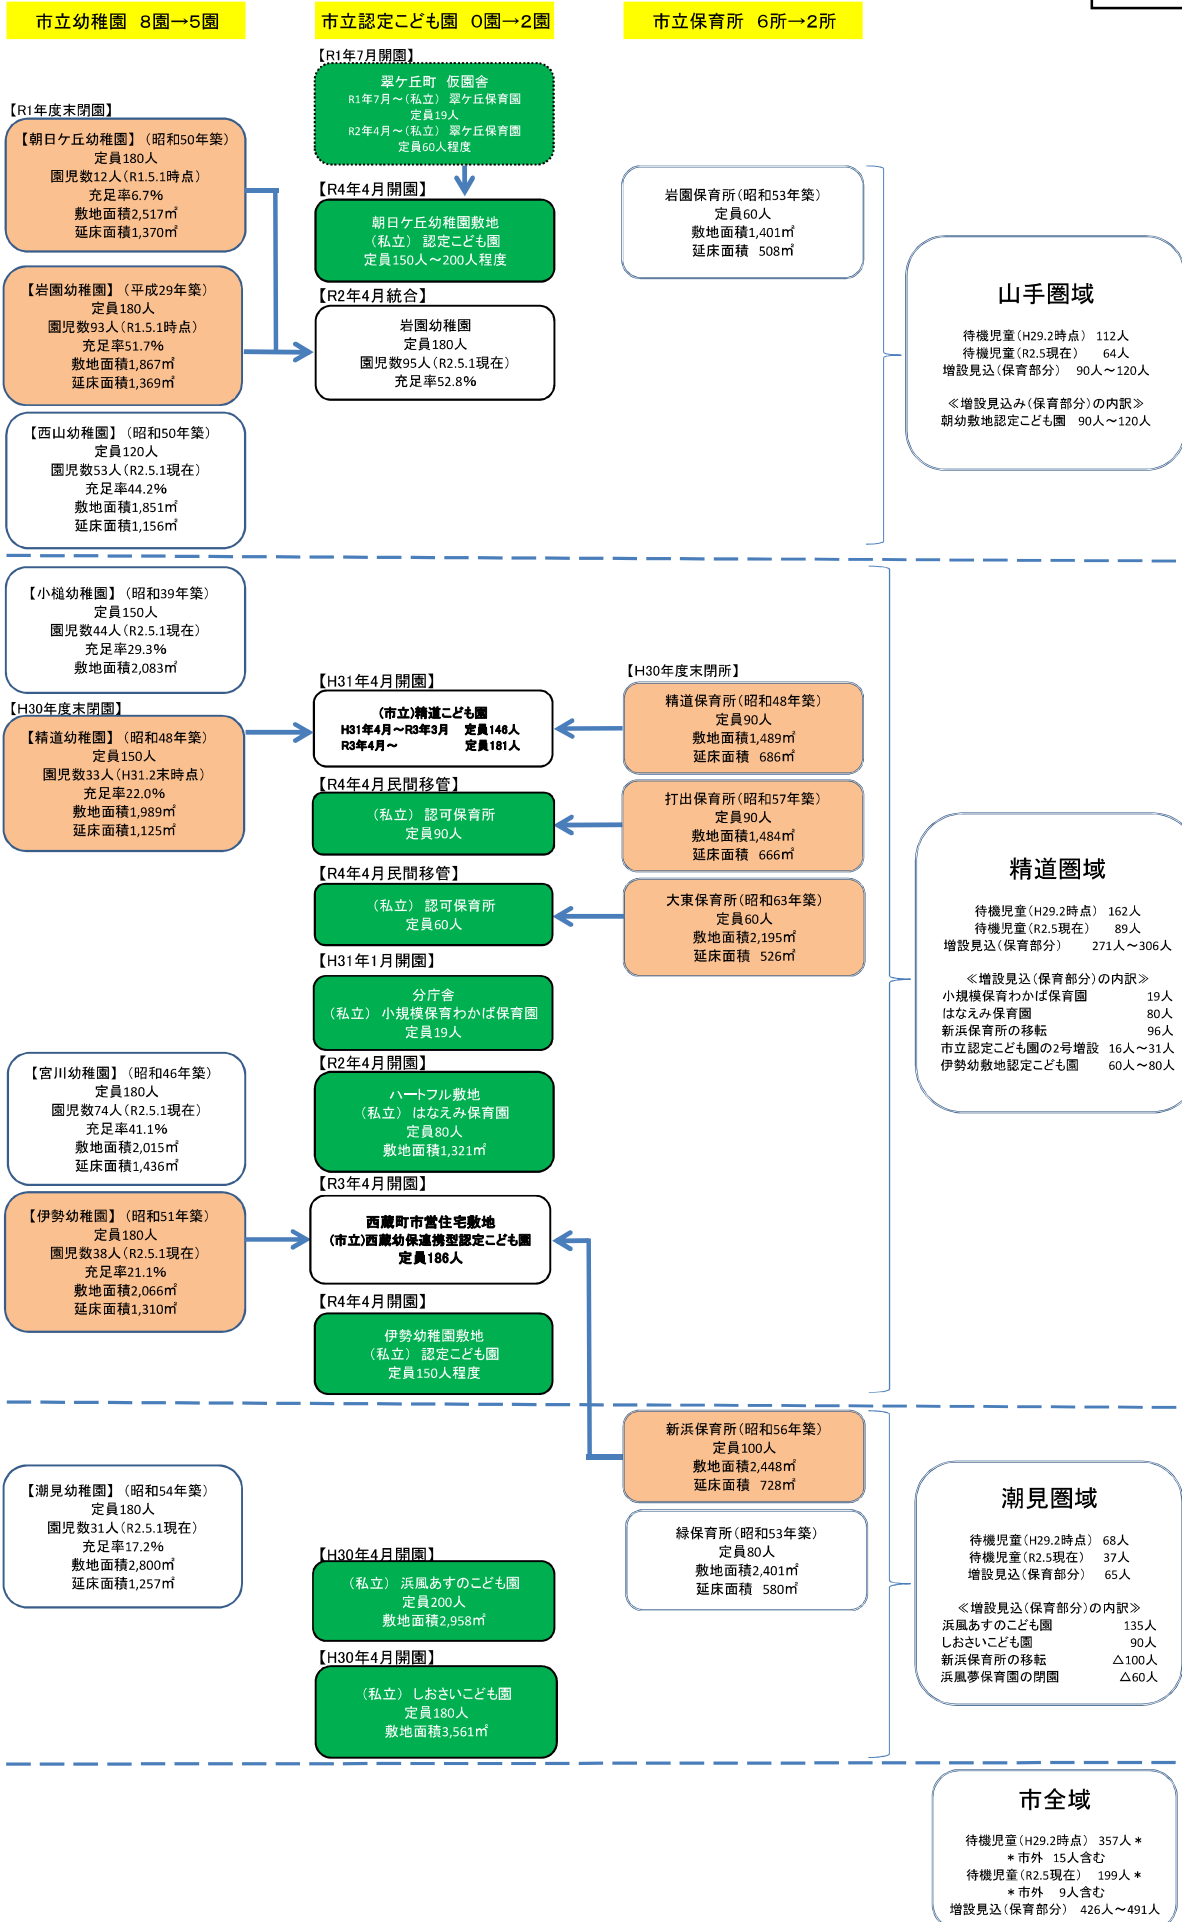 市立幼稚園 8園→5園
市立認定こども園 0園→2園
市立保育所 6所→2所
【R1年7月開園】
翠ケ丘町 仮園舎
R1年7月～(私立) 翠ケ丘保育園
定員19人
R2年4月～(私立) 翠ケ丘保育園
定員60人程度
【R1年度末閉園】
【朝日ケ丘幼稚園】（昭和50年築）
定員180人
園児数12人（R1.5.1時点）
充足率6.7%
敷地面積2,517㎡
延床面積1,370㎡
【R4年4月開園】
朝日ケ丘幼稚園敷地
（私立）認定こども園
定員150人～200人程度
岩園保育所（昭和53年築）
定員60人
敷地面積1,401㎡
延床面積 508㎡
【岩園幼稚園】（平成29年築）
定員180人
園児数93人（R1.5.1時点）
充足率51.7%
敷地面積1,867㎡
延床面積1,369㎡
【R2年4月統合】
岩園幼稚園
定員180人
園児数95人（R2.5.1現在）
充足率52.8%
【西山幼稚園】（昭和50年築）
定員120人
園児数53人（R2.5.1現在）
充足率44.2%
敷地面積1,851㎡
延床面積1,156㎡
山手圏域
待機児童（H29.2時点） 112人
待機児童（R2.5現在） 64人
増設見込（保育部分） 90人～120人
≪増設見込み（保育部分）の内訳≫
朝幼敷地認定こども園 90人～120人
【小槌幼稚園】（昭和39年築）
定員150人
園児数44人（R2.5.1現在）
充足率29.3%
敷地面積2,083㎡
【H30年度末閉園】
【精道幼稚園】（昭和48年築）
定員150人
園児数33人（H31.2末時点）
充足率22.0%
敷地面積1,989㎡
延床面積1,125㎡
【H31年4月開園】
(市立)精道こども園
H31年4月～R3年3月 定員146人
R3年4月～ 定員181人
【H30年度末閉所】
精道保育所（昭和48年築）
定員90人
敷地面積1,489㎡
延床面積 686㎡
【R4年4月民間移管】
（私立）認可保育所
定員90人
打出保育所（昭和57年築）
定員90人
敷地面積1,484㎡
延床面積 666㎡
【R4年4月民間移管】
（私立）認可保育所
定員60人
大東保育所（昭和63年築）
定員60人
敷地面積2,195㎡
延床面積 526㎡
【H31年1月開園】
分庁舎
（私立）小規模保育わかば保育園
定員19人
【R2年4月開園】
ハートフル敷地
（私立）はなえみ保育園
定員80人
敷地面積1,321㎡
【宮川幼稚園】（昭和46年築）
定員180人
園児数74人（R2.5.1現在）
充足率41.1%
敷地面積2,015㎡
延床面積1,436㎡
【伊勢幼稚園】（昭和51年築）
定員180人
園児数38人（R2.5.1現在）
充足率21.1%
敷地面積2,066㎡
延床面積1,310㎡
【R3年4月開園】
西蔵町市営住宅敷地
(市立)西蔵幼保連携型認定こども園
定員186人
【R4年4月開園】
伊勢幼稚園敷地
（私立）認定こども園
定員150人程度
精道圏域
待機児童（H29.2時点） 162人
待機児童（R2.5現在） 89人
増設見込（保育部分） 271人～306人
≪増設見込（保育部分）の内訳≫
小規模保育わかば保育園 19人
はなえみ保育園 80人
新浜保育所の移転 96人
市立認定こども園の2号増設 16人～31人
伊勢幼敷地認定こども園 60人～80人
新浜保育所（昭和56年築）
定員100人
敷地面積2,448㎡
延床面積 728㎡
【潮見幼稚園】（昭和54年築）
定員180人
園児数31人（R2.5.1現在）
充足率17.2%
敷地面積2,800㎡
延床面積1,257㎡
緑保育所（昭和53年築）
定員80人
敷地面積2,401㎡
延床面積 580㎡
【H30年4月開園】
（私立）浜風あすのこども園
定員200人
敷地面積2,958㎡
【H30年4月開園】
（私立）しおさいこども園
定員180人
敷地面積3,561㎡
潮見圏域
待機児童（H29.2時点） 68人
待機児童（R2.5現在） 37人
増設見込（保育部分） 65人
≪増設見込（保育部分）の内訳≫
浜風あすのこども園 135人
しおさいこども園 90人
新浜保育所の移転 △100人
浜風夢保育園の閉園 △60人
市全域
待機児童（H29.2時点） 357人＊
＊市外 15人含む
待機児童（R2.5現在） 199人＊
＊市外 9人含む
増設見込（保育部分） 426人～491人